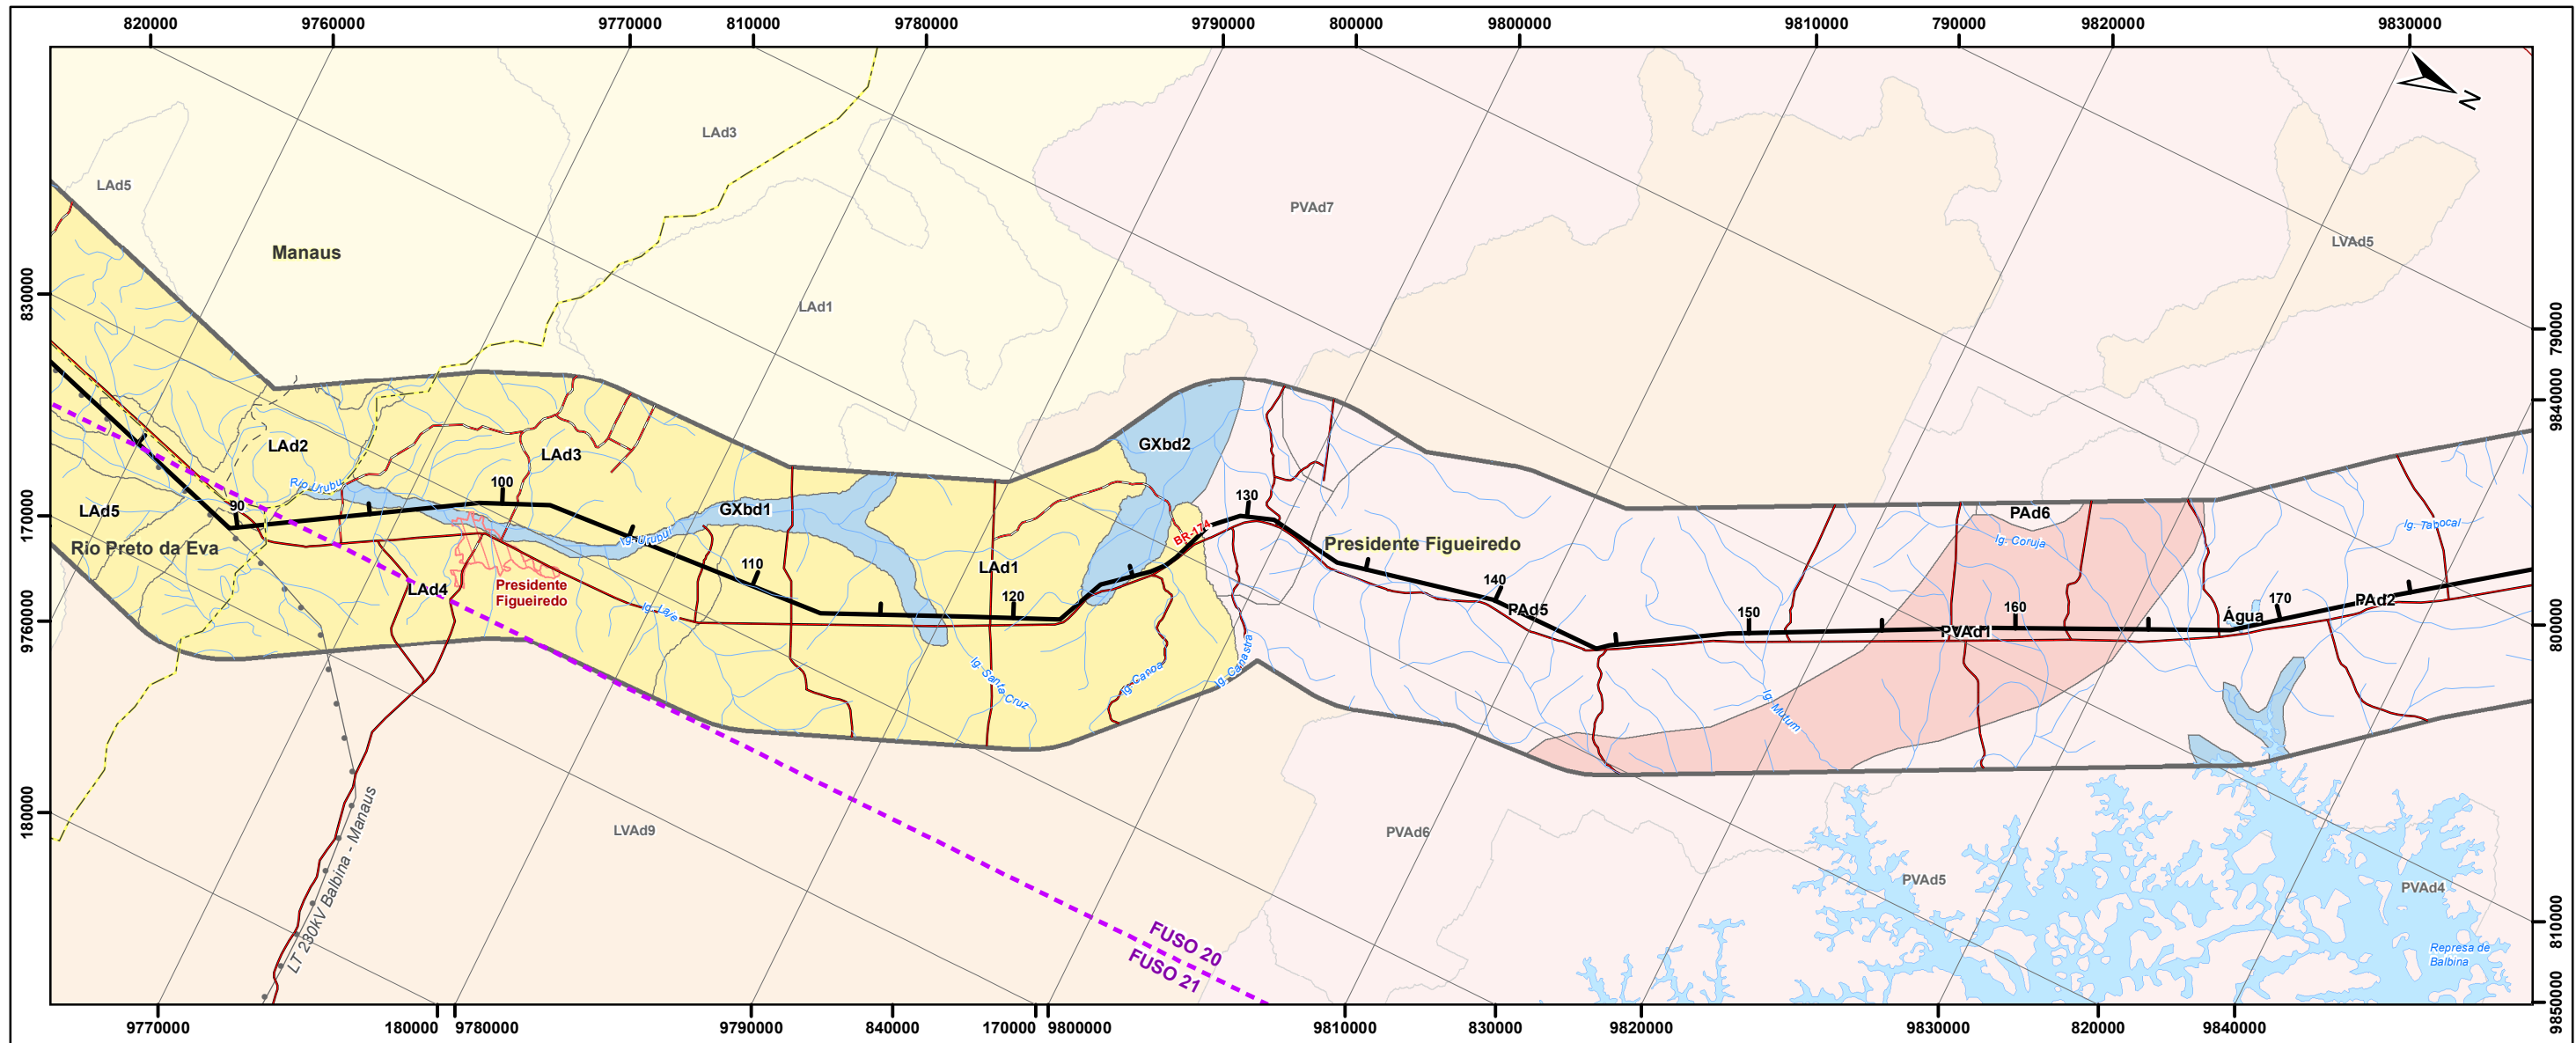 820000 9760000 9770000 810000 9780000 9790000 8000000 9800000 9810000 790000 9820000 9830000
N
LAd3
LAd5
PVAd7
LVAd5
Manaus
LAd1
830000
7900000
9840000
GXbd2
LAd2
LAd3
100
Rio Urubu
130
90
LAd5
GXbd1
PAd6
170000
BR-174
Ig. Tabocal
Ig. Urubuí
Ig. Coruja
Rio Preto da Eva
Presidente Figueiredo
110
LAd1
140
LAd4
Presidente
Figueiredo
120
PAd5
150
160
170
PAd2
Ig. Laje
Água
PVAd1
9760000
8000000
Ig. Canastra
Ig. Canoa
Ig. Santa Cruz
Ig. Mutum
180000
LT 230kV Balbina - Manaus
LVAd9
PVAd6
PVAd5
PVAd4
810000
FUSO 20
FUSO 21
Represa de
Balbina
9850000
9770000 180000 9780000 9790000 840000 170000 9800000 9810000 830000 9820000 9830000 820000 9840000